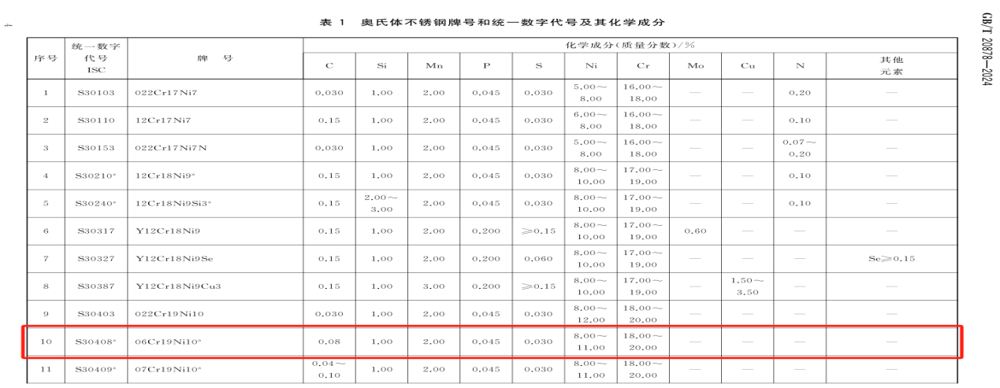 表 1 奥氏体不锈钢牌号和统一数字代号及其化学成分
GB/T 20878—2024
序号 统一数字代号 ISC 牌 号 化学成分(质量分数)/%
C Si Mn P S Ni Cr Mo Cu N 其他元素
1 S30103 022Cr17Ni7 0.030 1.00 2.00 0.045 0.030 5.00～8.00 16.00～18.00 — — 0.20 —
2 S30110 12Cr17Ni7 0.15 1.00 2.00 0.045 0.030 6.00～8.00 16.00～18.00 — — 0.10 —
3 S30153 022Cr17Ni7N 0.030 1.00 2.00 0.045 0.030 5.00～8.00 16.00～18.00 — — 0.07～0.20 —
4 S30210ᵃ 12Cr18Ni9ᵃ 0.15 1.00 2.00 0.045 0.030 8.00～10.00 17.00～19.00 — — 0.10 —
5 S30240ᵃ 12Cr18Ni9Si3ᵃ 0.15 2.00～3.00 2.00 0.045 0.030 8.00～10.00 17.00～19.00 — — 0.10 —
6 S30317 Y12Cr18Ni9 0.15 1.00 2.00 0.200 ≥0.15 8.00～10.00 17.00～19.00 0.60 — — —
7 S30327 Y12Cr18Ni9Se 0.15 1.00 2.00 0.200 0.060 8.00～10.00 17.00～19.00 — — — Se≥0.15
8 S30387 Y12Cr18Ni9Cu3 0.15 1.00 3.00 0.200 ≥0.15 8.00～10.00 17.00～19.00 — 1.50～3.50 — —
9 S30403 022Cr19Ni10 0.030 1.00 2.00 0.045 0.030 8.00～12.00 18.00～20.00 — — — —
10 S30408ᵃ 06Cr19Ni10ᵃ 0.08 1.00 2.00 0.045 0.030 8.00～11.00 18.00～20.00 — — — —
11 S30409ᵃ 07Cr19Ni10ᵃ 0.04～0.10 1.00 2.00 0.045 0.030 8.00～11.00 18.00～20.00 — — — —